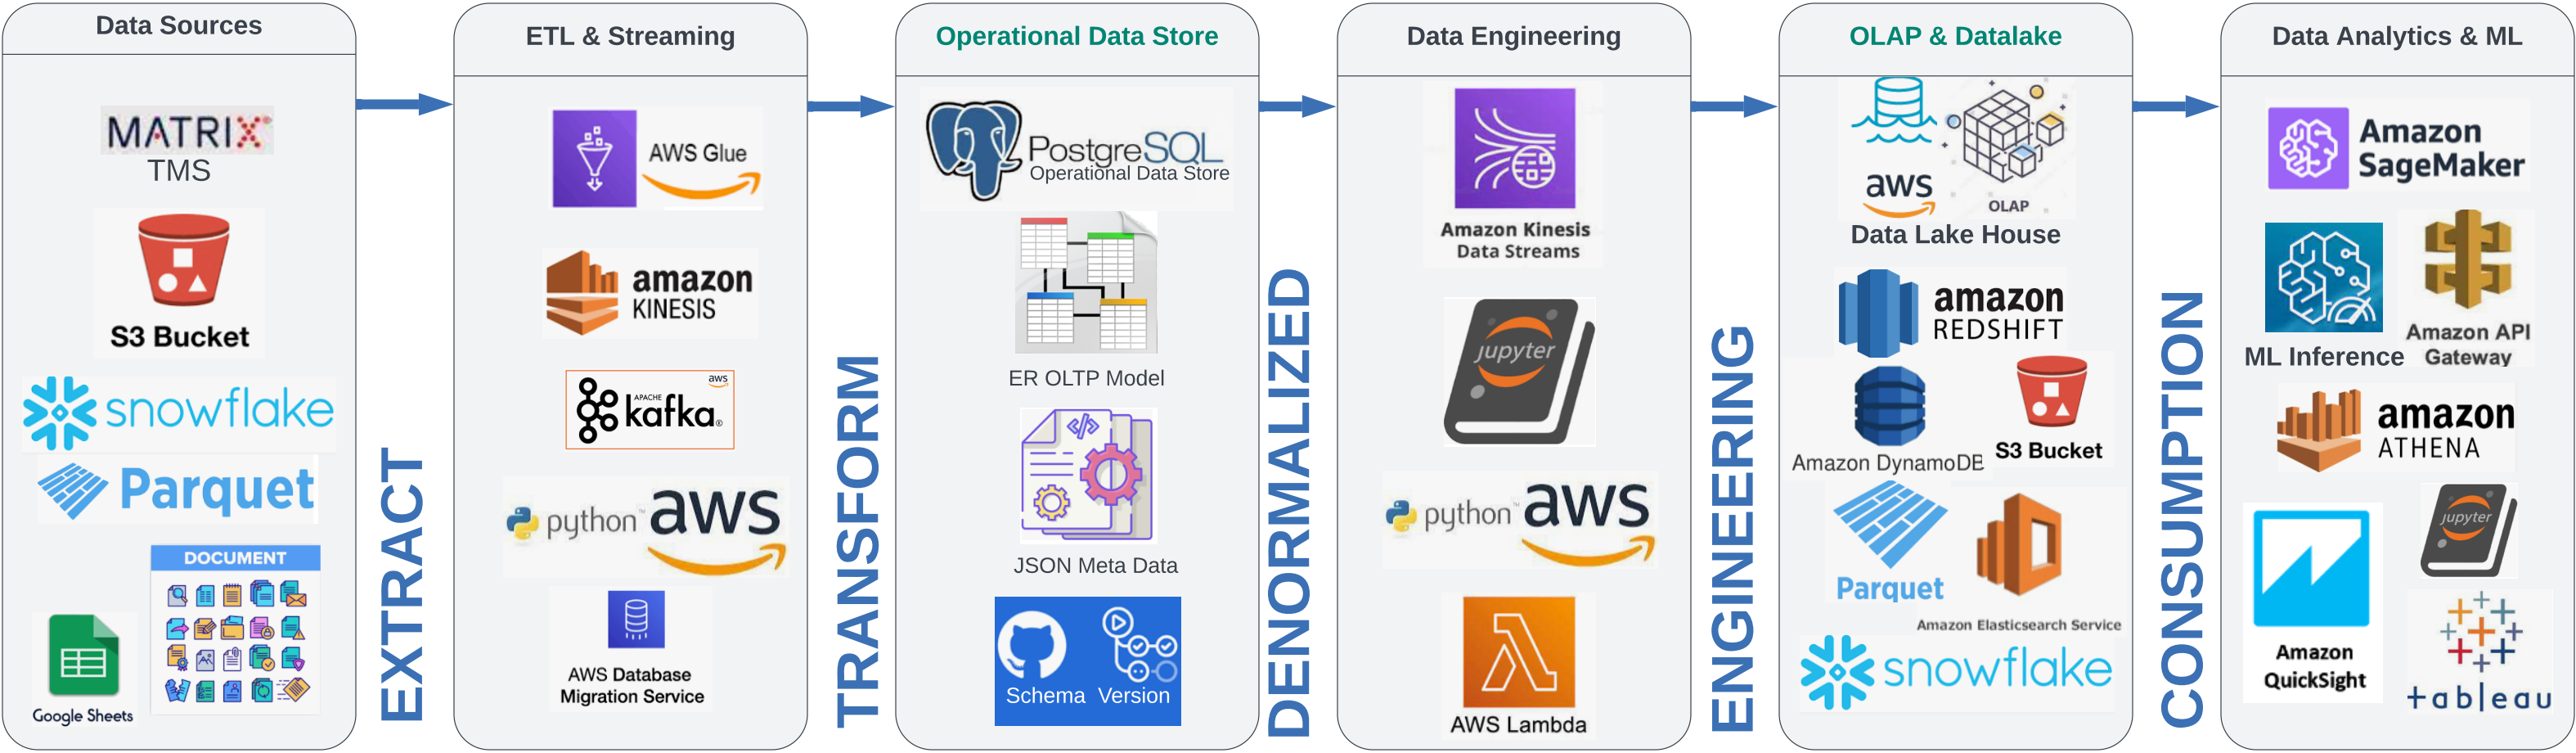 Data Sources
MATRIX
TMS
S3 Bucket
snowflake
Parquet
DOCUMENT
Google Sheets
EXTRACT
ETL & Streaming
AWS Glue
amazon
KINESIS
aws
APACHE
kafka®
python™ aws
AWS Database
Migration Service
TRANSFORM
Operational Data Store
PostgreSQL
Operational Data Store
ER OLTP Model
</>
JSON Meta Data
Schema Version
DENORMALIZED
Data Engineering
Amazon Kinesis
Data Streams
jupyter
python™ aws
AWS Lambda
ENGINEERING
OLAP & Datalake
aws
OLAP
Data Lake House
amazon
REDSHIFT
Amazon DynamoDB
S3 Bucket
Parquet
Amazon Elasticsearch Service
snowflake
CONSUMPTION
Data Analytics & ML
Amazon
SageMaker
ML Inference
Amazon API
Gateway
amazon
ATHENA
jupyter
Amazon
QuickSight
+ableau